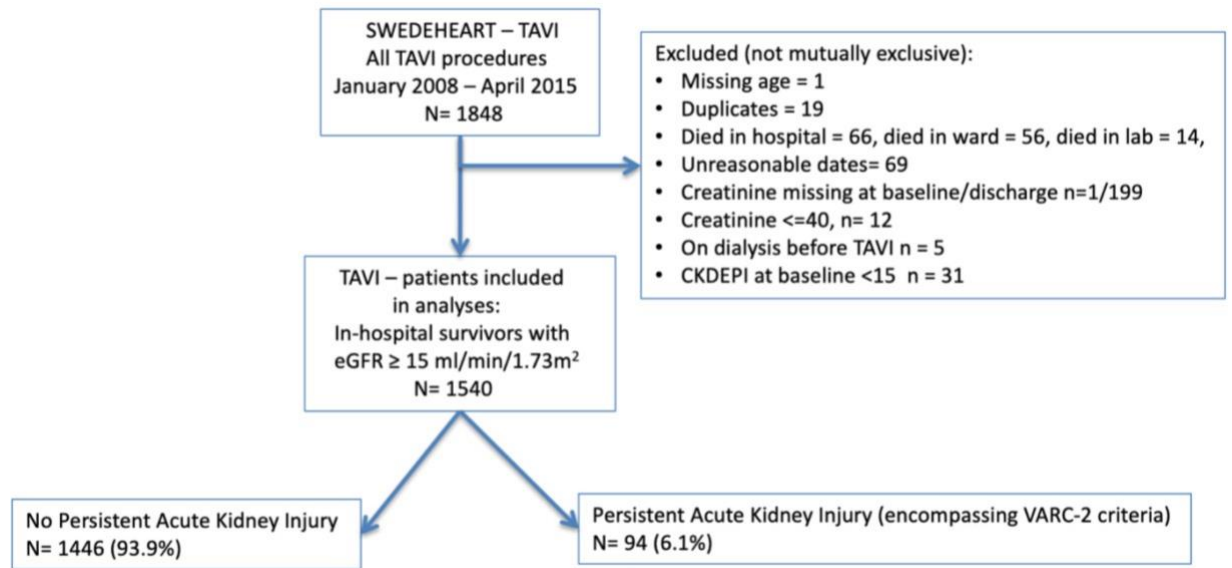 SWEDEHEART – TAVI
All TAVI procedures
January 2008 – April 2015
N= 1848
Excluded (not mutually exclusive):
• Missing age = 1
• Duplicates = 19
• Died in hospital = 66, died in ward = 56, died in lab = 14,
• Unreasonable dates= 69
• Creatinine missing at baseline/discharge n=1/199
• Creatinine <=40, n= 12
• On dialysis before TAVI n = 5
• CKDEPI at baseline <15  n = 31
TAVI – patients included
in analyses:
In-hospital survivors with
eGFR ≥ 15 ml/min/1.73m²
N= 1540
No Persistent Acute Kidney Injury
N= 1446 (93.9%)
Persistent Acute Kidney Injury (encompassing VARC-2 criteria)
N= 94 (6.1%)